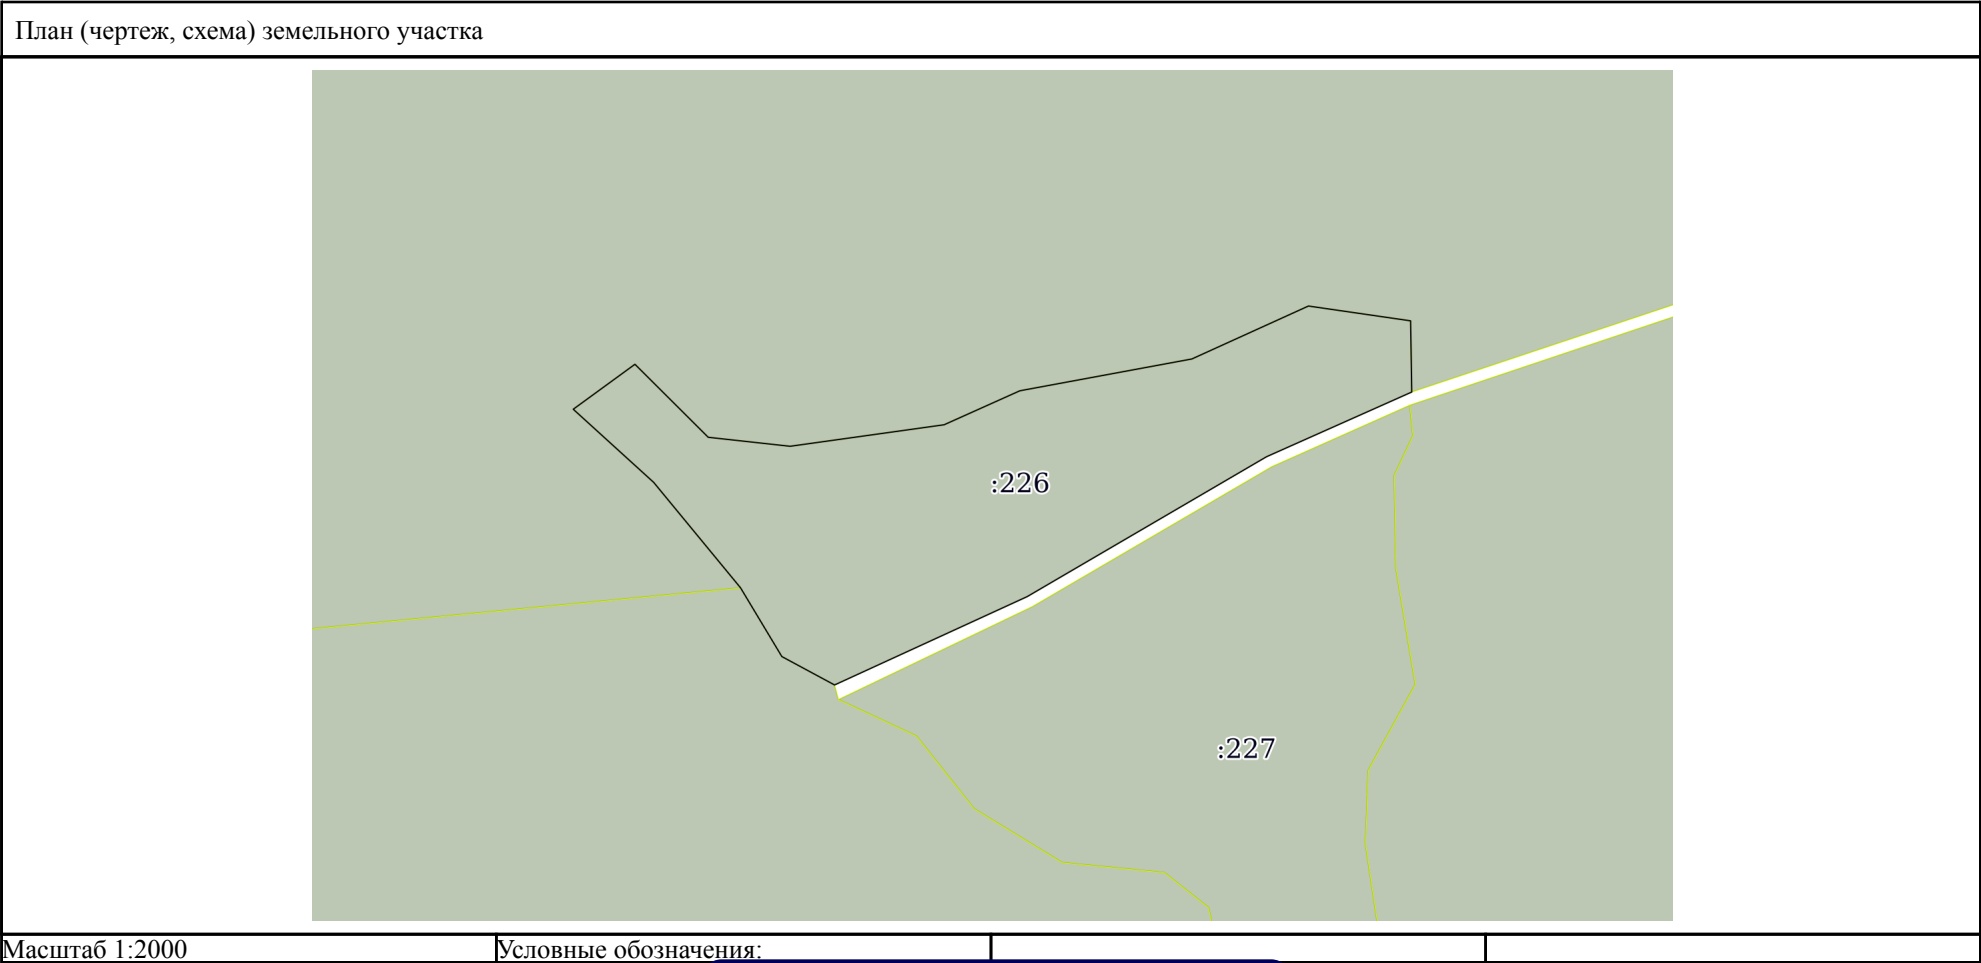 План (чертеж, схема) земельного участка
:226
:227
Масштаб 1:2000
Условные обозначения: